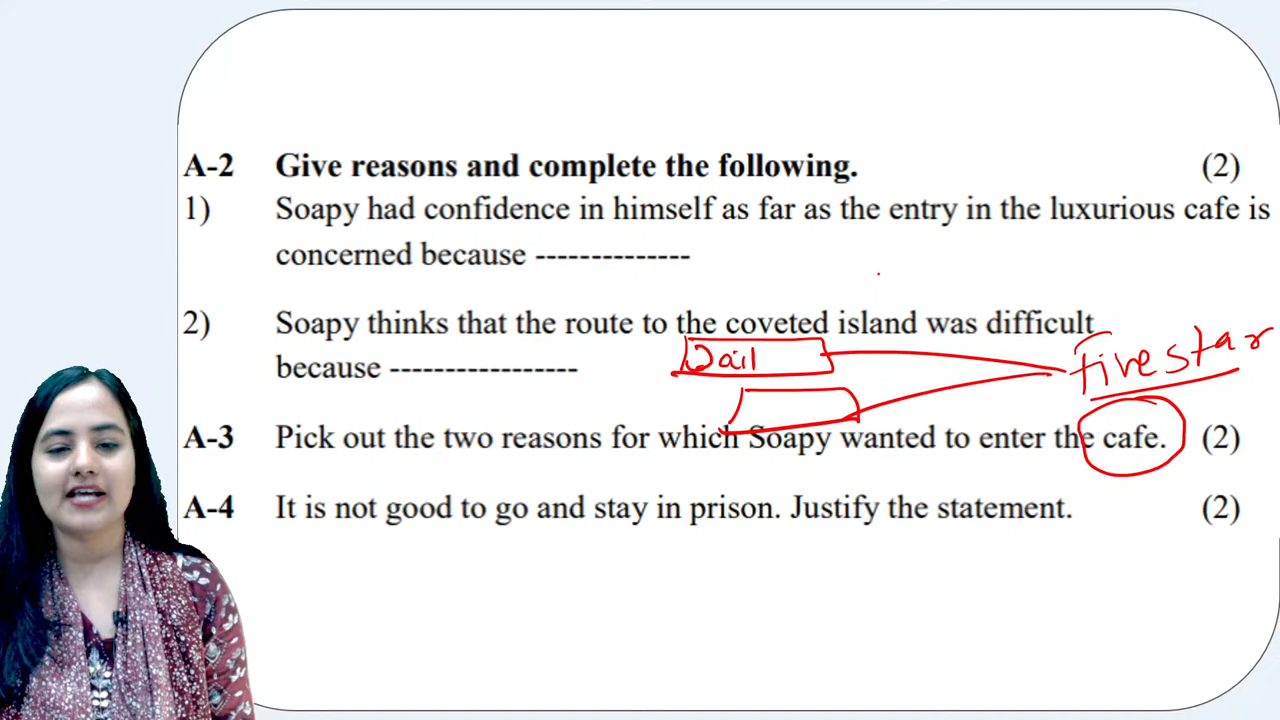 A-2 Give reasons and complete the following. (2)
1) Soapy had confidence in himself as far as the entry in the luxurious cafe is
concerned because --------------
2) Soapy thinks that the route to the coveted island was difficult
because -----------------
Jail
Five star
A-3 Pick out the two reasons for which Soapy wanted to enter the cafe. (2)
A-4 It is not good to go and stay in prison. Justify the statement. (2)